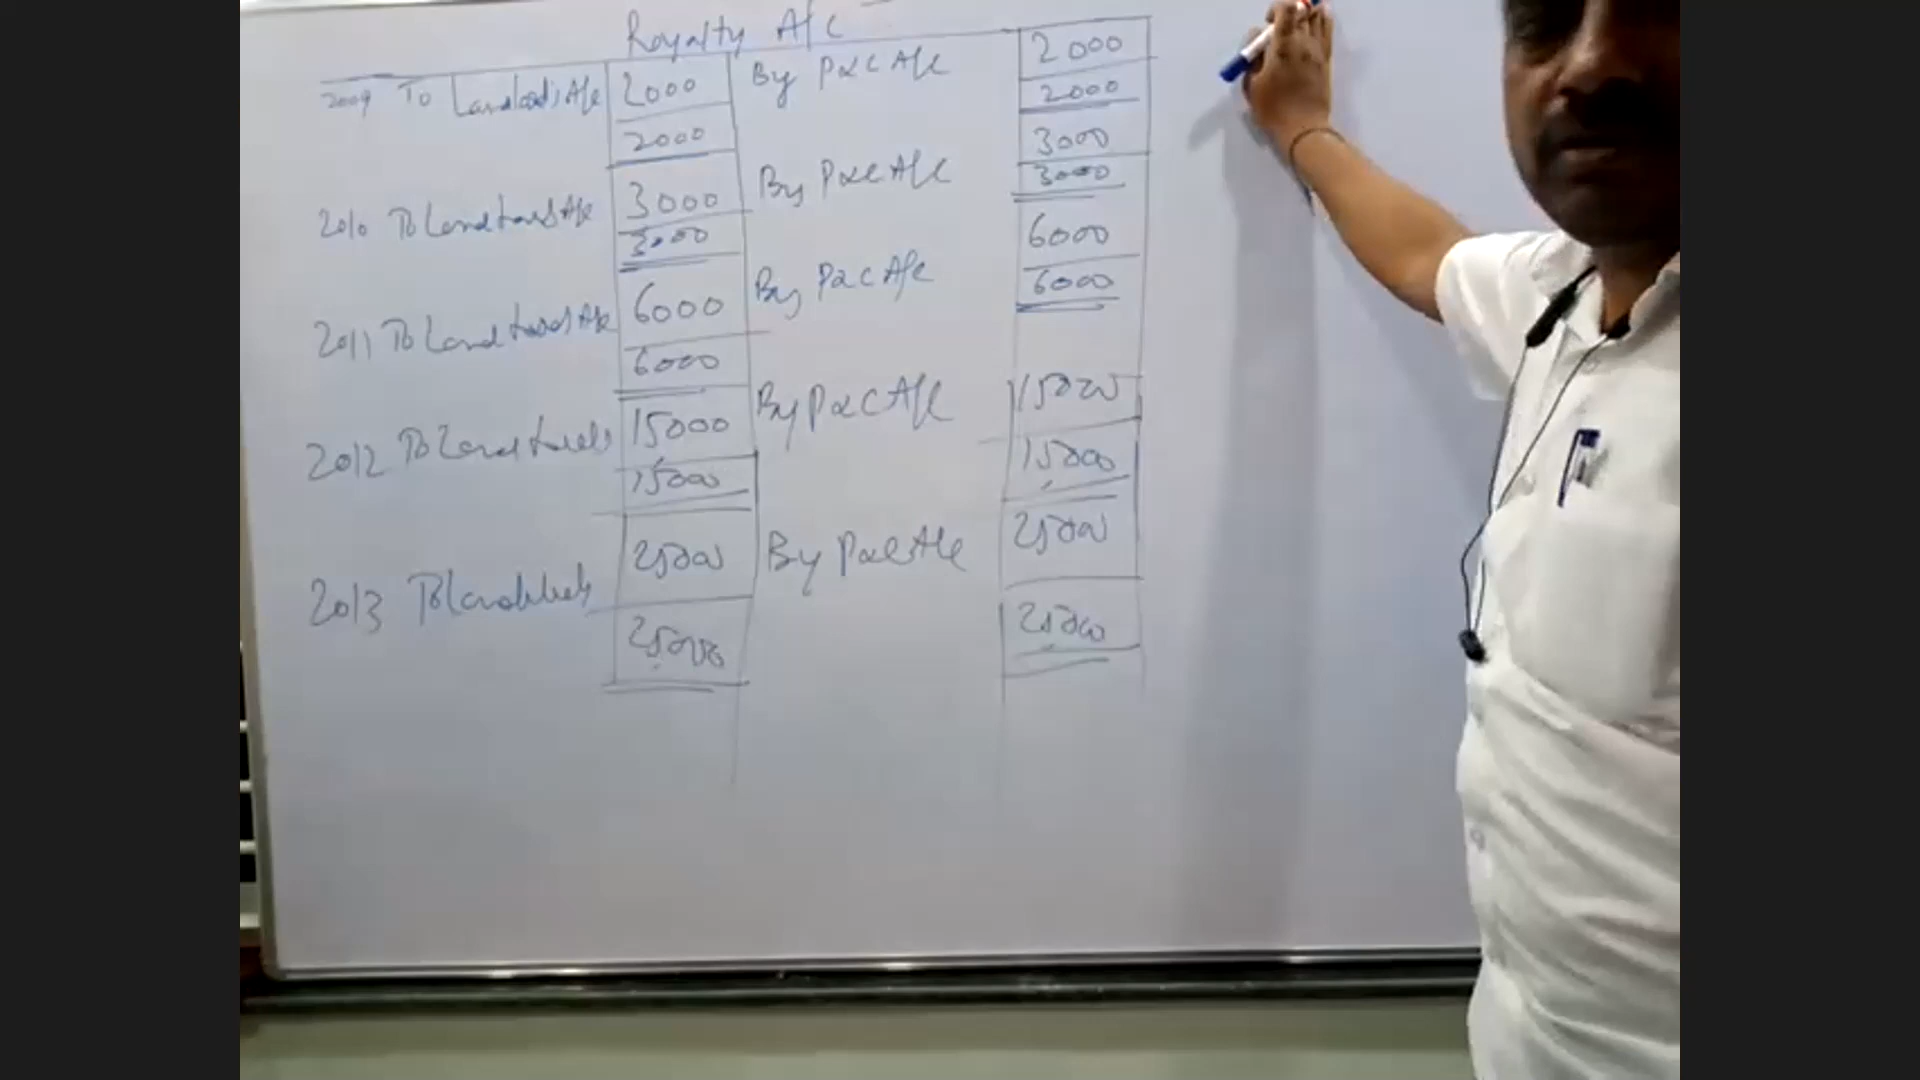 Royalty A/c
2009 To Landlord's A/c 2000 By P&L A/c 2000
2000 2000
2010 To Landlords A/c 3000 By P&L A/c 3000
3000 3000
2011 To Landlords A/c 6000 By P&L A/c 6000
6000 6000
2012 To Landlords 15000 By P&L A/c 15000
15000 15000
2013 To Landlords 25000 By P&L A/c 25000
25000 25000